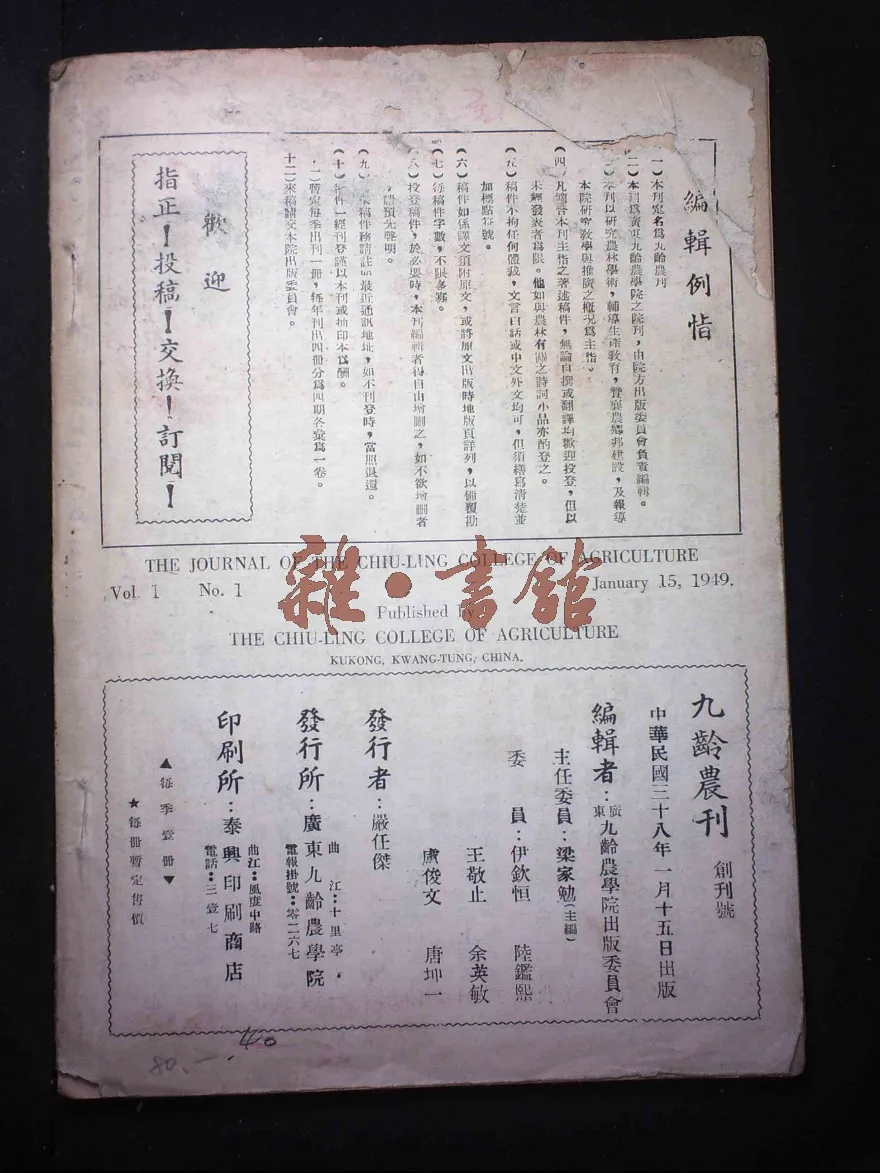 編輯例旨
一）本刊定名爲九齡農刊
二）本刊爲廣東九齡農學院之院刊，由院方出版委員會負責編輯。
三）本刊以研究農林學術，輔導生產教育，贊襄農鄉邦建設，及報導
本院研究教學與推廣之概況爲主旨。
（四）凡適合本刊主旨之著述稿件，無論自撰或翻譯均歡迎投登，但以
未經發表者爲限。他如與農林有關之詩詞小品亦酌登之。
（五）稿件不拘任何體裁，文言白話或中文外文均可，但須繕寫清楚並
加標點符號。
（六）稿件如係譯文須附原文，或將原文出版時地版頁詳列，以備覆勘
（七）每稿件字數，不限多寡。
（八）投登稿件，於必要時，本刊編輯者得自由增刪之，如不欲增刪者
，請預先聲明。
（九）稿件務請註明最近通訊地址，如不刊登時，當照退還。
（十）稿件一經刊登謹以本刊或抽印本爲酬。
十一）暫定每季出刊一冊，每年刊出四冊分爲四期各彙爲一卷。
十二）來稿請交本院出版委員會。
歡迎
指正！投稿！交換！訂閱！
THE JOURNAL OF THE CHIU-LING COLLEGE OF AGRICULTURE
Vol. 1 No. 1 January 15, 1949.
Published by
THE CHIU-LING COLLEGE OF AGRICULTURE
KUKONG, KWANG-TUNG, CHINA.
雜·書館
九齡農刊 創刊號
中華民國三十八年一月十五日出版
編輯者：廣東九齡農學院出版委員會
主任委員：梁家勉（主編）
委員：伊欽恒 陸鑑熙
王敬止 余英敏
盧俊文 唐坤一
發行者：嚴任傑
發行所：廣東九齡農學院
曲江：十里亭，
電報掛號：零二六七
印刷所：泰興印刷商店
曲江：風度中路
電話：三壹七
▲每季壹冊▼
★每冊暫定售價
80.— 40